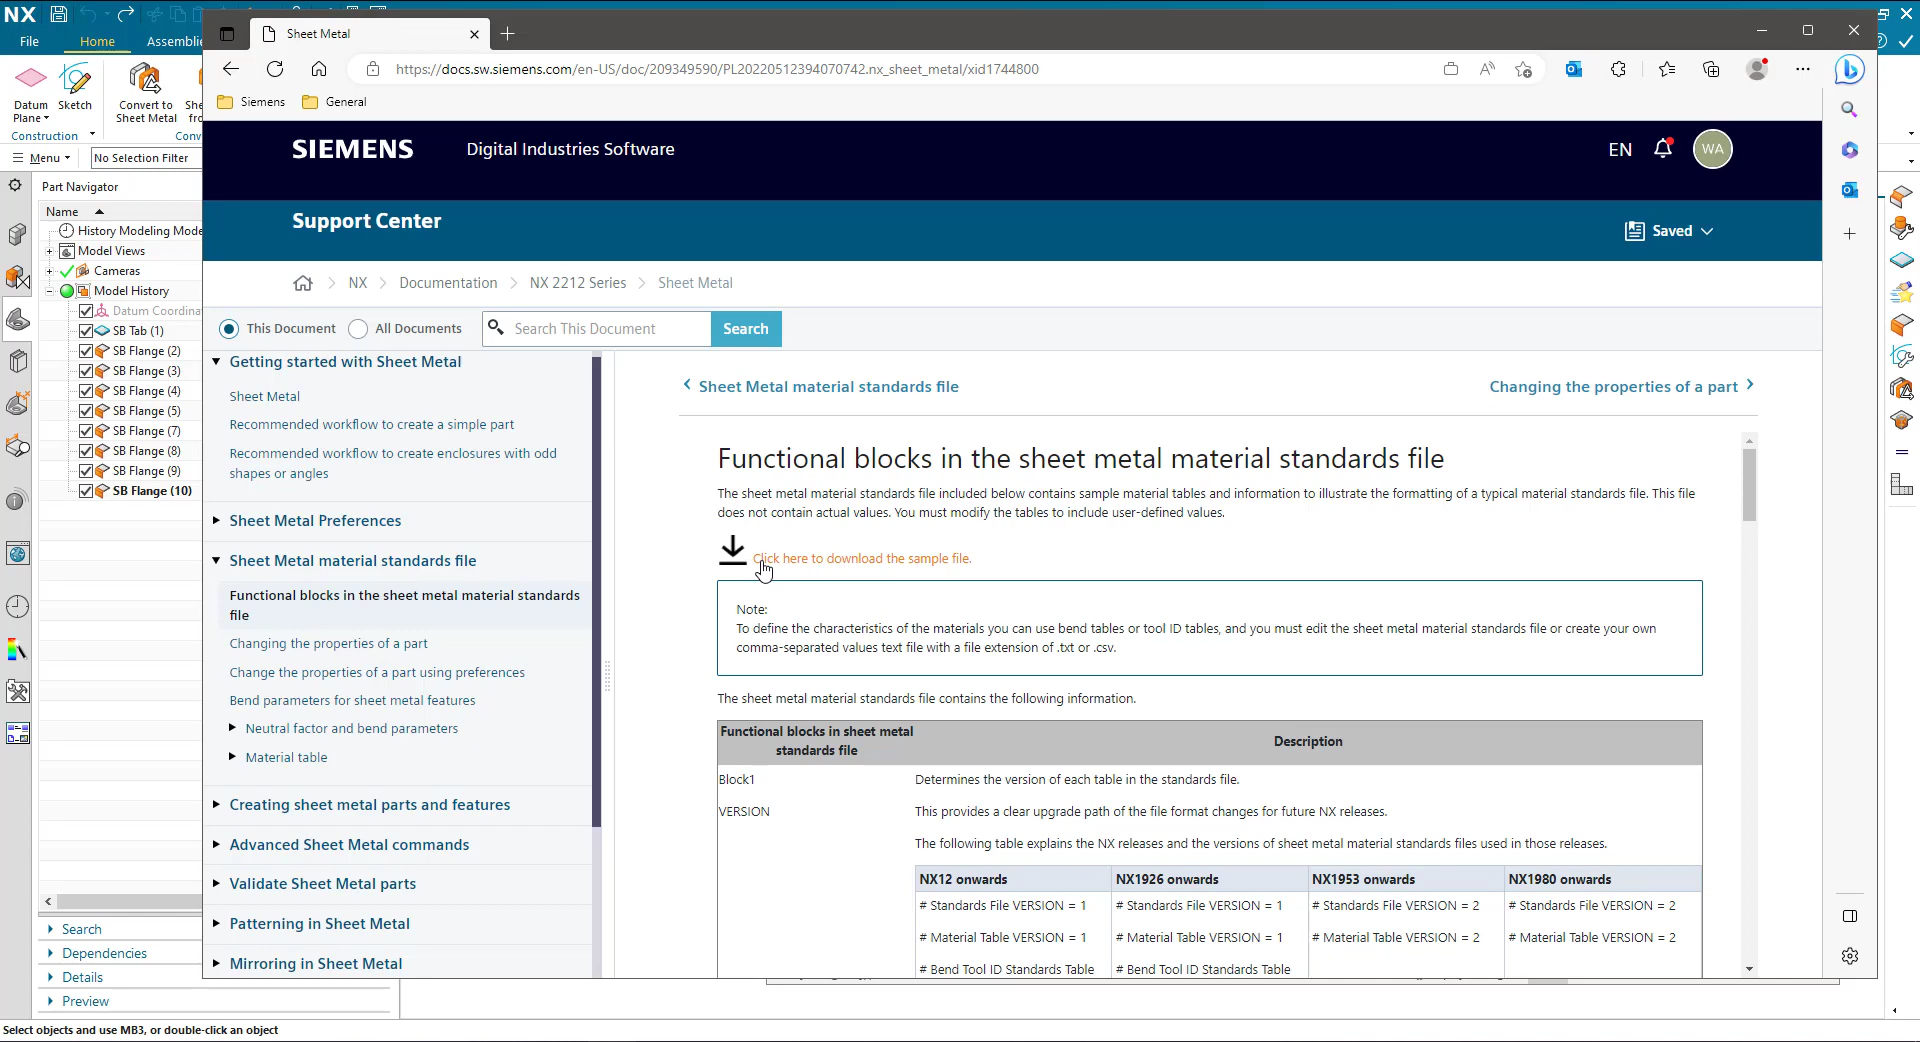 NX
File
Home
Assemblie
Datum
Plane
Sketch
Convert to
Sheet Metal
She
fro
Construction
Conv
Menu
No Selection Filter
Part Navigator
Name
History Modeling Mode
Model Views
Cameras
Model History
Datum Coordina
SB Tab (1)
SB Flange (2)
SB Flange (3)
SB Flange (4)
SB Flange (5)
SB Flange (7)
SB Flange (8)
SB Flange (9)
SB Flange (10)
Search
Dependencies
Details
Preview
Select objects and use MB3, or double-click an object
Sheet Metal
https://docs.sw.siemens.com/en-US/doc/209349590/PL20220512394070742.nx_sheet_metal/xid1744800
Siemens
General
SIEMENS
Digital Industries Software
EN
WA
Support Center
Saved
NX > Documentation > NX 2212 Series > Sheet Metal
This Document
All Documents
Search This Document
Search
Getting started with Sheet Metal
Sheet Metal
Recommended workflow to create a simple part
Recommended workflow to create enclosures with odd
shapes or angles
Sheet Metal Preferences
Sheet Metal material standards file
Functional blocks in the sheet metal material standards
file
Changing the properties of a part
Change the properties of a part using preferences
Bend parameters for sheet metal features
Neutral factor and bend parameters
Material table
Creating sheet metal parts and features
Advanced Sheet Metal commands
Validate Sheet Metal parts
Patterning in Sheet Metal
Mirroring in Sheet Metal
Sheet Metal material standards file
Changing the properties of a part
Functional blocks in the sheet metal material standards file
The sheet metal material standards file included below contains sample material tables and information to illustrate the formatting of a typical material standards file. This file
does not contain actual values. You must modify the tables to include user-defined values.
Click here to download the sample file.
Note:
To define the characteristics of the materials you can use bend tables or tool ID tables, and you must edit the sheet metal material standards file or create your own
comma-separated values text file with a file extension of .txt or .csv.
The sheet metal material standards file contains the following information.
Functional blocks in sheet metal
standards file
Description
Block1
Determines the version of each table in the standards file.
VERSION
This provides a clear upgrade path of the file format changes for future NX releases.
The following table explains the NX releases and the versions of sheet metal material standards files used in those releases.
NX12 onwards
NX1926 onwards
NX1953 onwards
NX1980 onwards
# Standards File VERSION = 1
# Standards File VERSION = 1
# Standards File VERSION = 2
# Standards File VERSION = 2
# Material Table VERSION = 1
# Material Table VERSION = 1
# Material Table VERSION = 2
# Material Table VERSION = 2
# Bend Tool ID Standards Table
# Bend Tool ID Standards Table